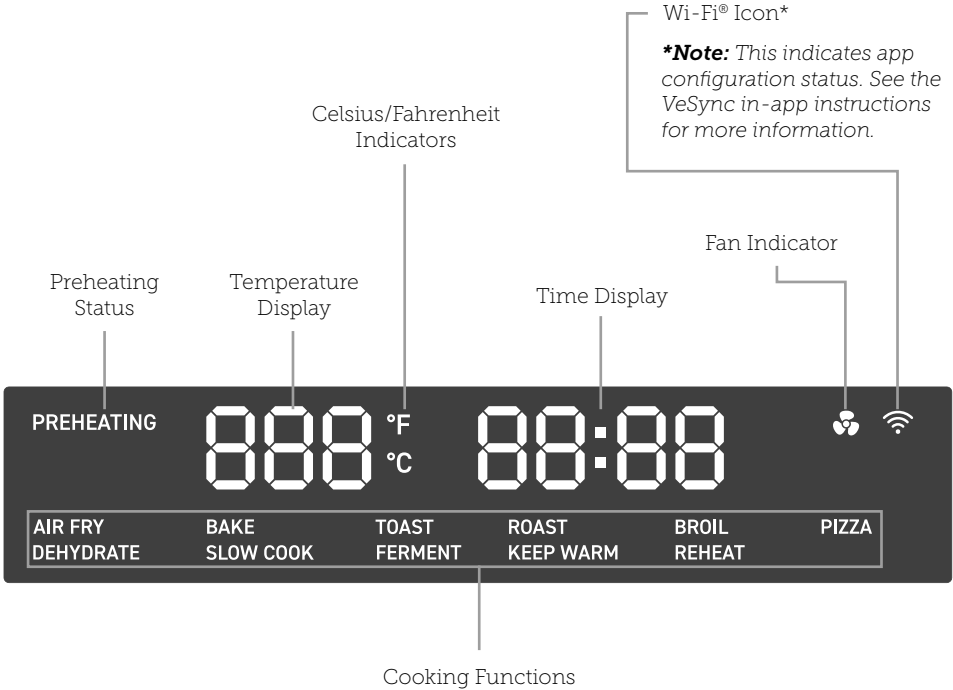 Wi-Fi® Icon*
*Note: This indicates app
configuration status. See the
VeSync in-app instructions
for more information.
Celsius/Fahrenheit
Indicators
Fan Indicator
Preheating
Status
Temperature
Display
Time Display
PREHEATING 888 °F 88:88
°C
AIR FRY BAKE TOAST ROAST BROIL PIZZA
DEHYDRATE SLOW COOK FERMENT KEEP WARM REHEAT
Cooking Functions